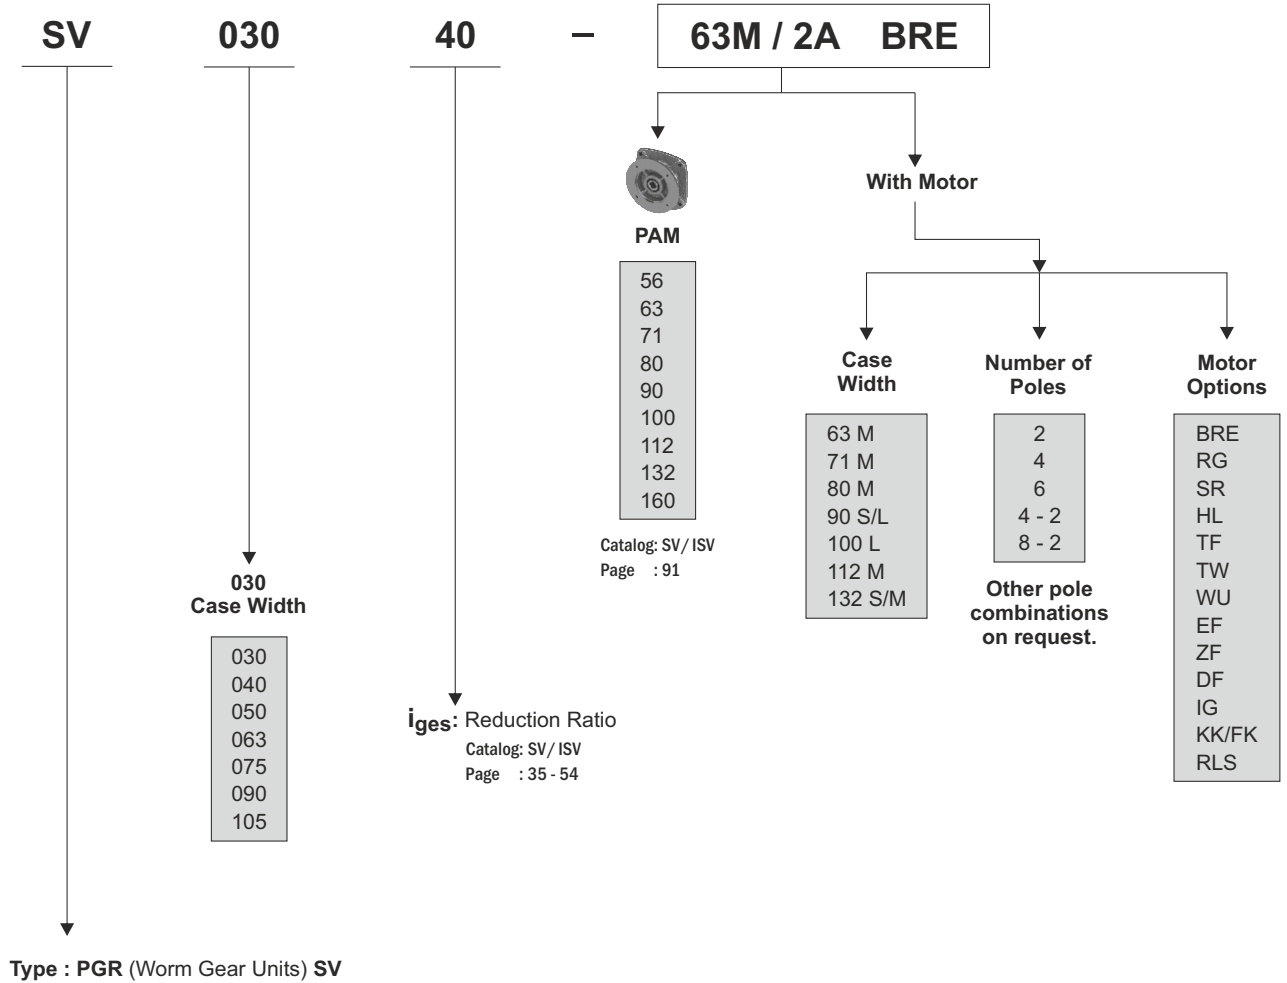 SV 030 40 – 63M / 2A BRE
With Motor
PAM
56
63
71
80
90
100
112
132
160
Catalog: SV/ ISV
Page : 91
Case
Width
63 M
71 M
80 M
90 S/L
100 L
112 M
132 S/M
Number of
Poles
2
4
6
4 - 2
8 - 2
Other pole
combinations
on request.
Motor
Options
BRE
RG
SR
HL
TF
TW
WU
EF
ZF
DF
IG
KK/FK
RLS
030
Case Width
030
040
050
063
075
090
105
iges: Reduction Ratio
Catalog: SV/ ISV
Page : 35 - 54
Type : PGR (Worm Gear Units) SV